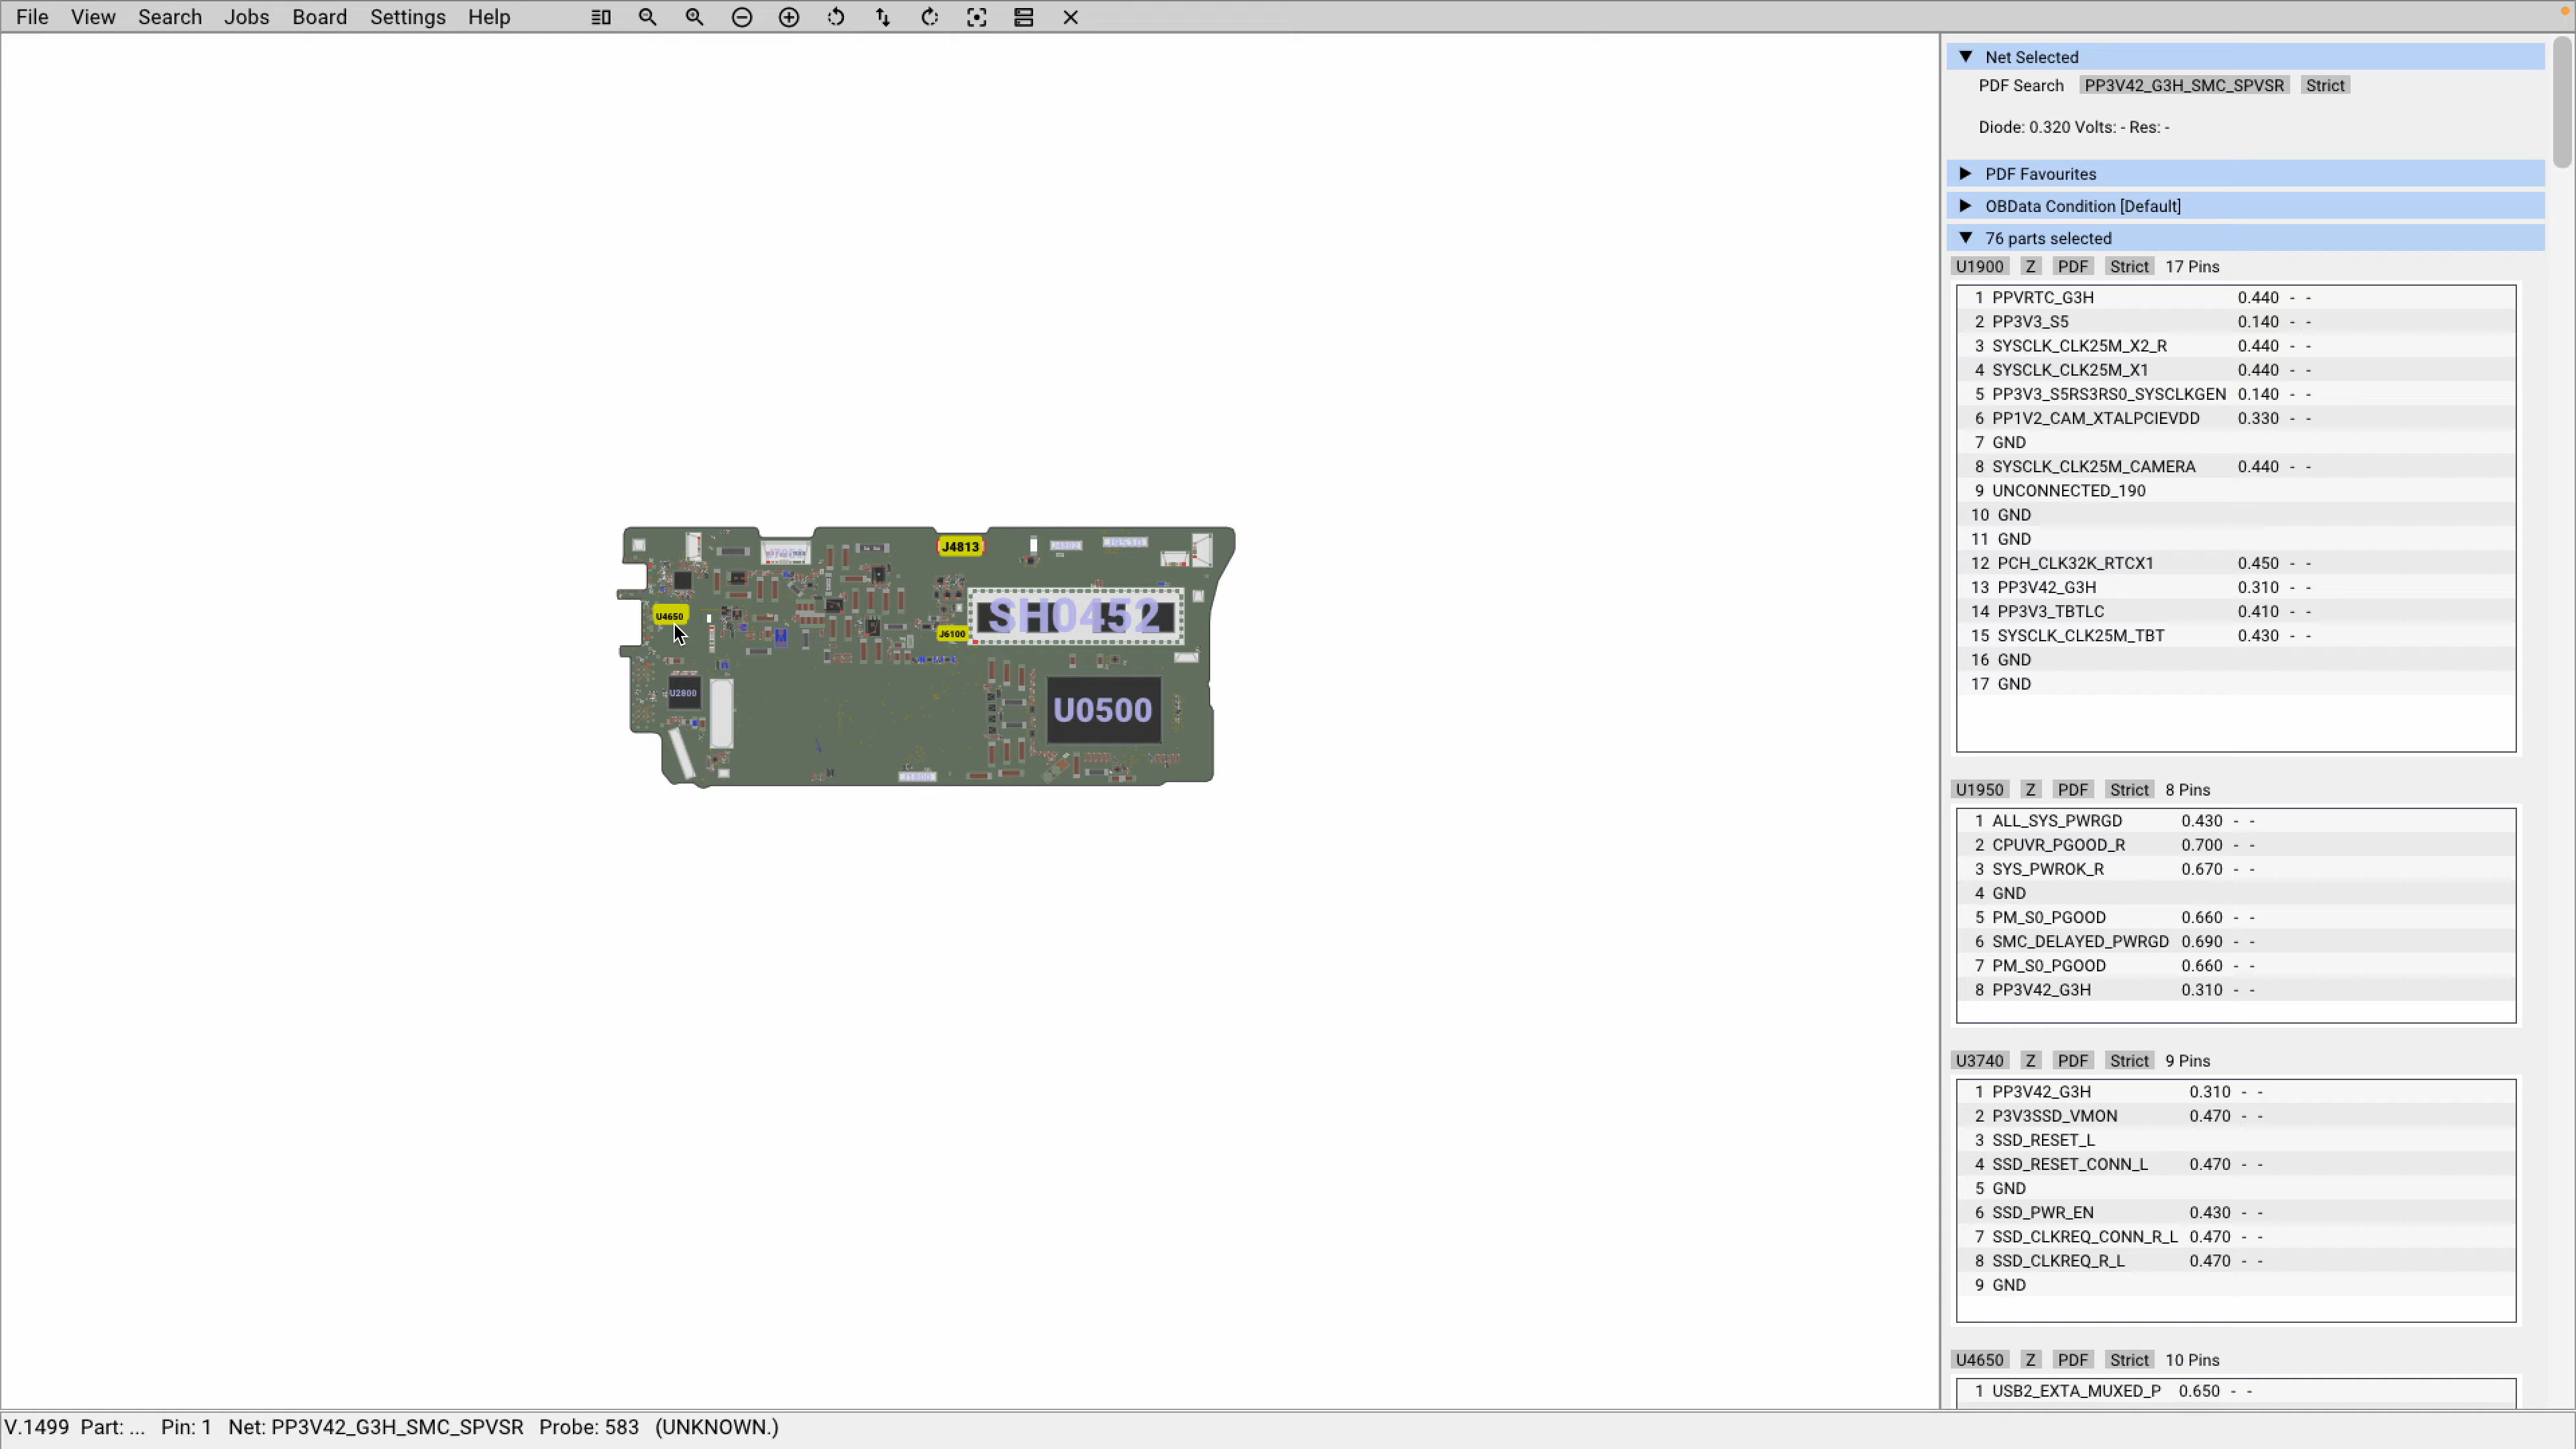 File View Search Jobs Board Settings Help
Net Selected
PDF Search PP3V42_G3H_SMC_SPVSR Strict
Diode: 0.320 Volts: - Res: -
PDF Favourites
OBData Condition [Default]
76 parts selected
U1900 Z PDF Strict 17 Pins
1 PPVRTC_G3H 0.440 - -
2 PP3V3_S5 0.140 - -
3 SYSCLK_CLK25M_X2_R 0.440 - -
4 SYSCLK_CLK25M_X1 0.440 - -
5 PP3V3_S5RS3RS0_SYSCLKGEN 0.140 - -
6 PP1V2_CAM_XTALPCIEVDD 0.330 - -
7 GND
8 SYSCLK_CLK25M_CAMERA 0.440 - -
9 UNCONNECTED_190
10 GND
11 GND
12 PCH_CLK32K_RTCX1 0.450 - -
13 PP3V42_G3H 0.310 - -
14 PP3V3_TBTLC 0.410 - -
15 SYSCLK_CLK25M_TBT 0.430 - -
16 GND
17 GND
U1950 Z PDF Strict 8 Pins
1 ALL_SYS_PWRGD 0.430 - -
2 CPUVR_PGOOD_R 0.700 - -
3 SYS_PWROK_R 0.670 - -
4 GND
5 PM_S0_PGOOD 0.660 - -
6 SMC_DELAYED_PWRGD 0.690 - -
7 PM_S0_PGOOD 0.660 - -
8 PP3V42_G3H 0.310 - -
U3740 Z PDF Strict 9 Pins
1 PP3V42_G3H 0.310 - -
2 P3V3SSD_VMON 0.470 - -
3 SSD_RESET_L
4 SSD_RESET_CONN_L 0.470 - -
5 GND
6 SSD_PWR_EN 0.430 - -
7 SSD_CLKREQ_CONN_R_L 0.470 - -
8 SSD_CLKREQ_R_L 0.470 - -
9 GND
U4650 Z PDF Strict 10 Pins
1 USB2_EXTA_MUXED_P 0.650 - -
J4813
SH0452
U4650
J6100
U2800
U0500
V.1499 Part: ... Pin: 1 Net: PP3V42_G3H_SMC_SPVSR Probe: 583 (UNKNOWN.)